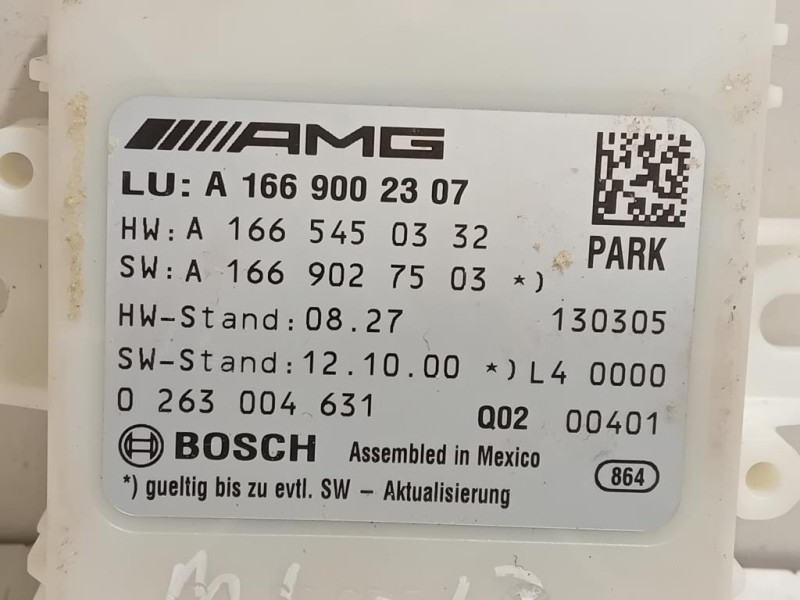 AMG
LU: A 166 900 23 07
HW: A 166 545 03 32
PARK
SW: A 166 902 75 03 *)
HW-Stand: 08.27 130305
SW-Stand: 12.10.00 *) L4 0000
0 263 004 631 Q02 00401
BOSCH Assembled in Mexico 864
*) gueltig bis zu evtl. SW - Aktualisierung